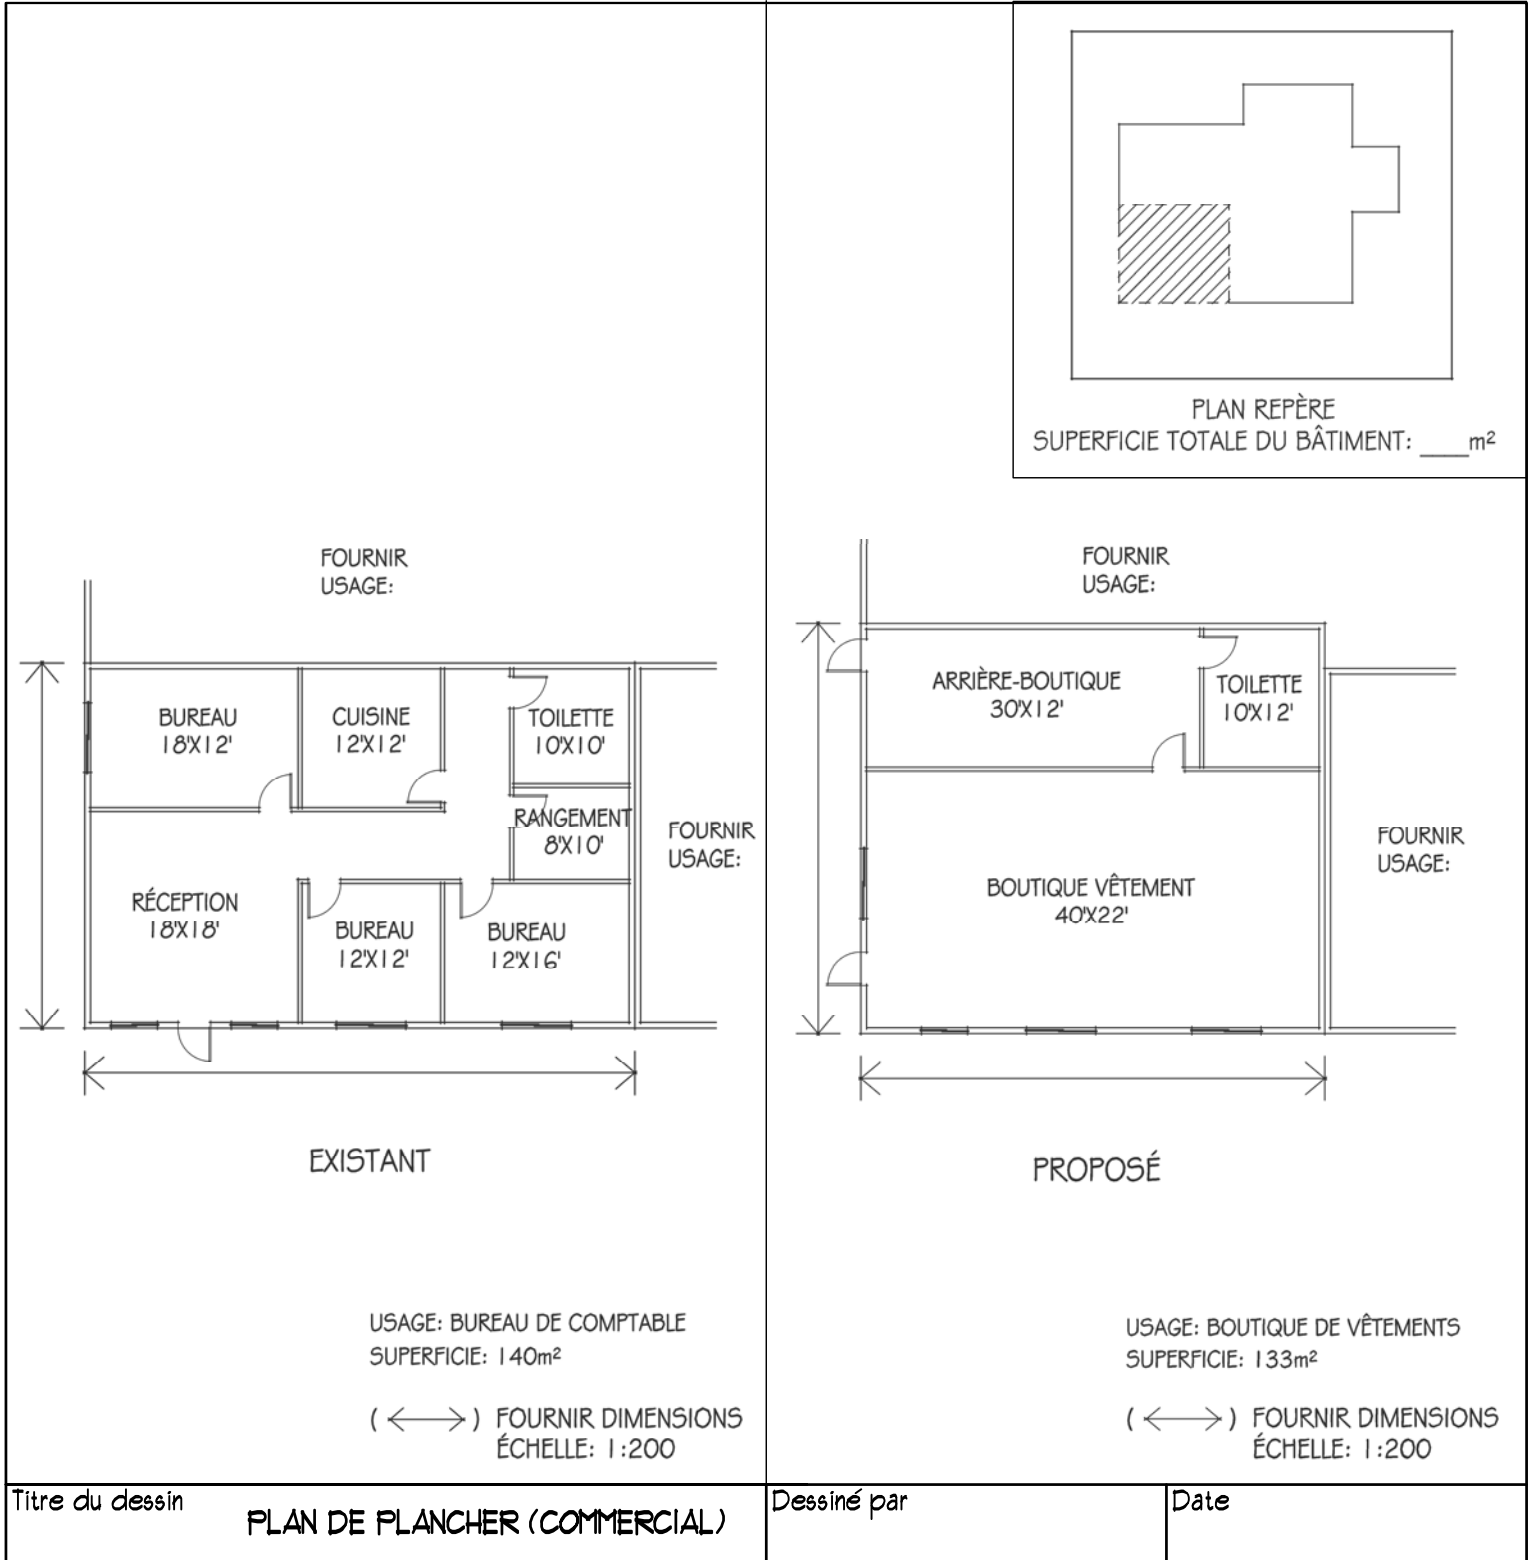 PLAN REPÈRE
SUPERFICIE TOTALE DU BÂTIMENT: ____m²
FOURNIR
USAGE:
BUREAU
18'X12'
CUISINE
12'X12'
TOILETTE
10'X10'
RANGEMENT
8'X10'
FOURNIR
USAGE:
RÉCEPTION
18'X18'
BUREAU
12'X12'
BUREAU
12'X16'
EXISTANT
USAGE: BUREAU DE COMPTABLE
SUPERFICIE: 140m²
(<-->) FOURNIR DIMENSIONS
ÉCHELLE: 1:200
FOURNIR
USAGE:
ARRIÈRE-BOUTIQUE
30'X12'
TOILETTE
10'X12'
BOUTIQUE VÊTEMENT
40'X22'
FOURNIR
USAGE:
PROPOSÉ
USAGE: BOUTIQUE DE VÊTEMENTS
SUPERFICIE: 133m²
(<-->) FOURNIR DIMENSIONS
ÉCHELLE: 1:200
Titre du dessin
PLAN DE PLANCHER (COMMERCIAL)
Dessiné par
Date